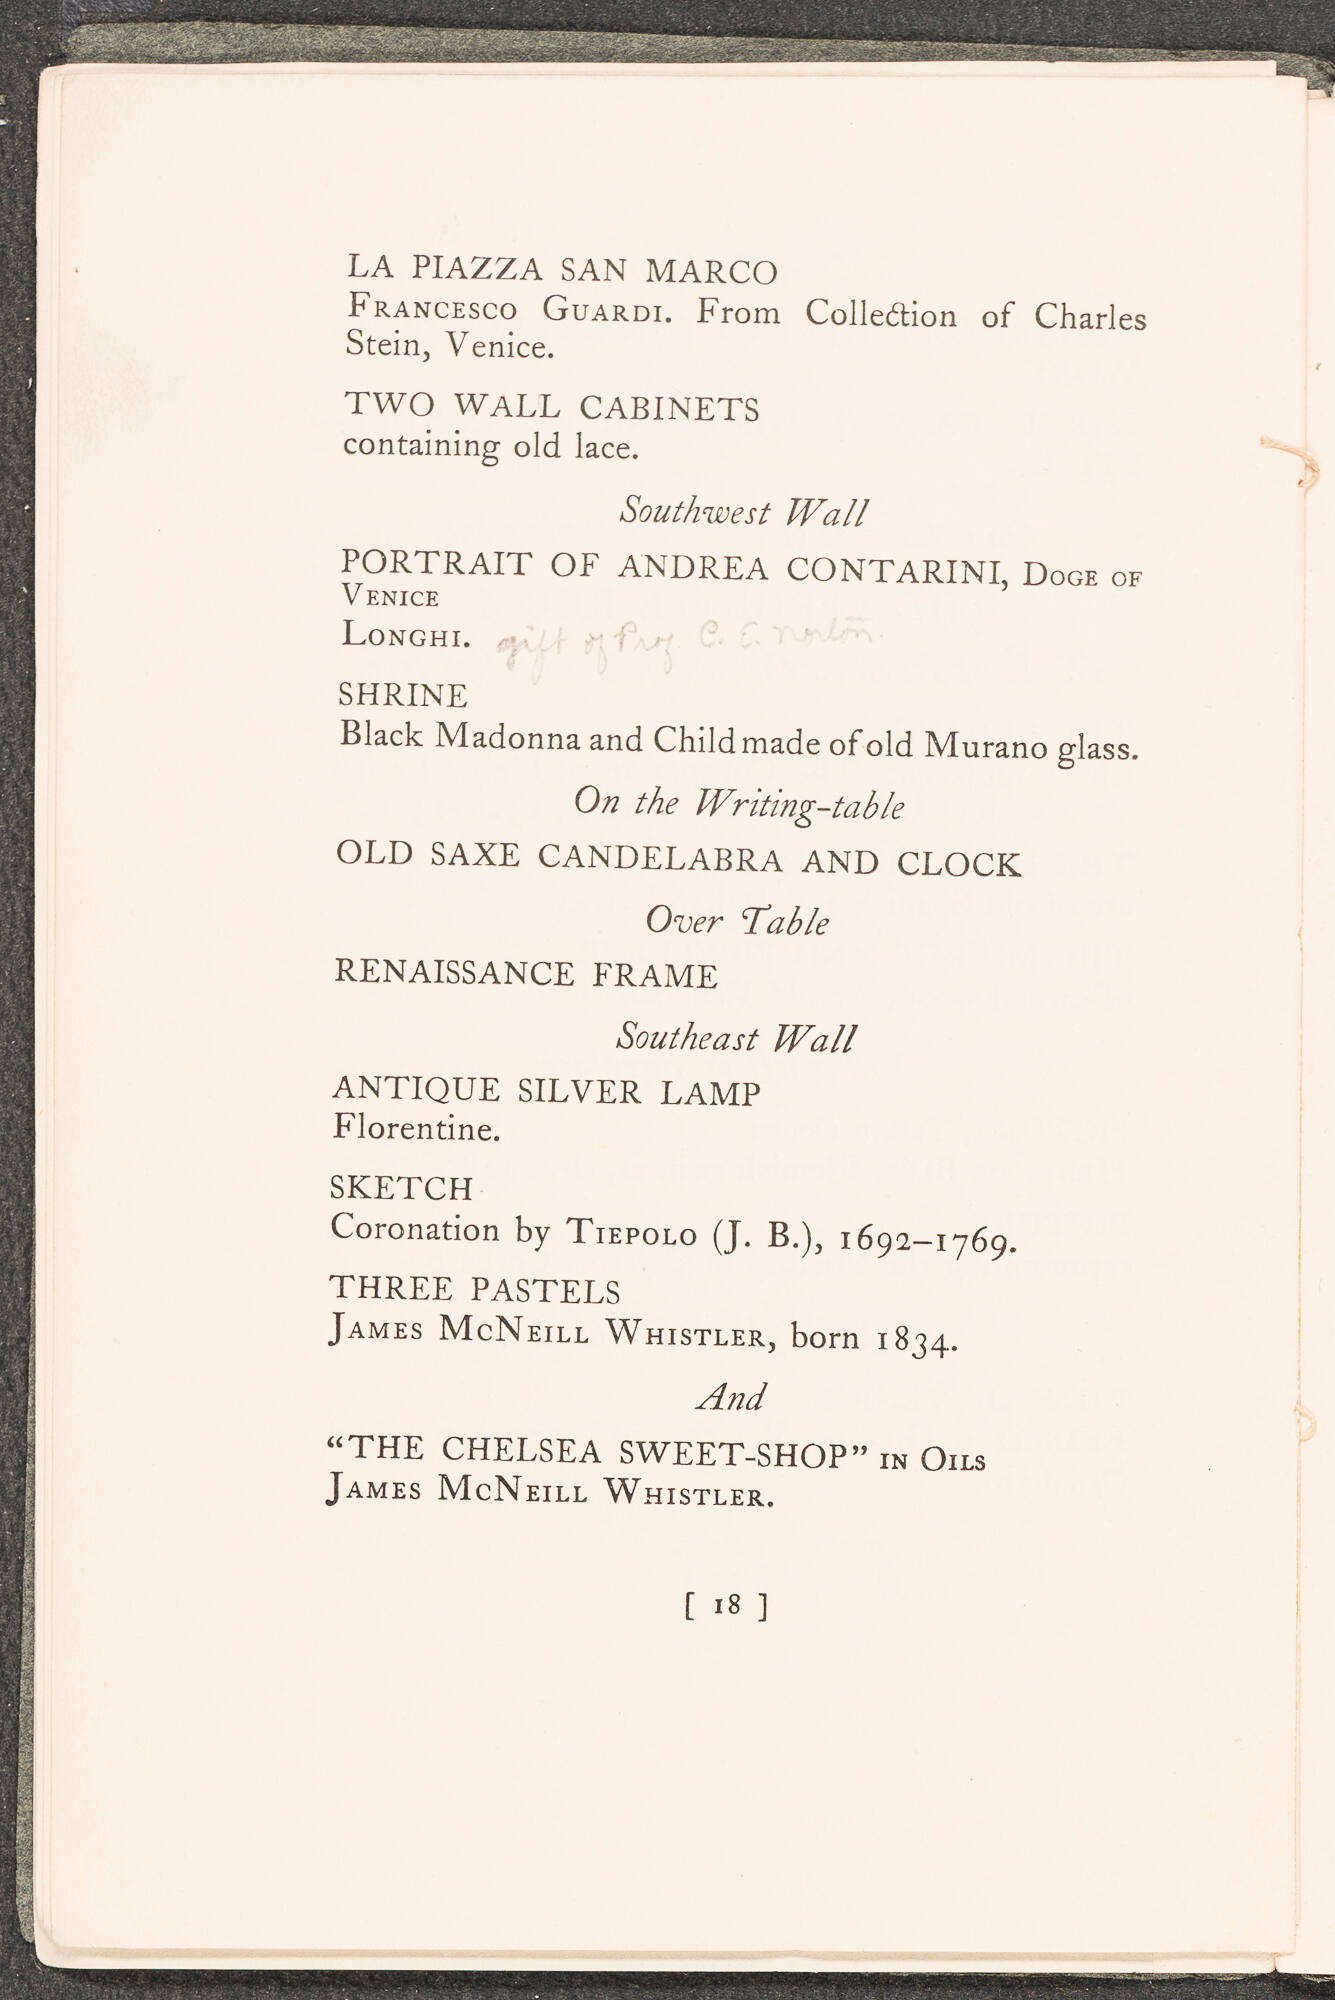 LA PIAZZA SAN MARCO
FRANCESCO GUARDI. From Collection of Charles
Stein, Venice.
TWO WALL CABINETS
containing old lace.
Southwest Wall
PORTRAIT OF ANDREA CONTARINI, DOGE OF
VENICE
LONGHI. gift of Prof. C. E. Norton.
SHRINE
Black Madonna and Child made of old Murano glass.
On the Writing-table
OLD SAXE CANDELABRA AND CLOCK
Over Table
RENAISSANCE FRAME
Southeast Wall
ANTIQUE SILVER LAMP
Florentine.
SKETCH
Coronation by TIEPOLO (J. B.), 1692–1769.
THREE PASTELS
JAMES MCNEILL WHISTLER, born 1834.
And
“THE CHELSEA SWEET-SHOP” IN OILS
JAMES MCNEILL WHISTLER.
[ 18 ]